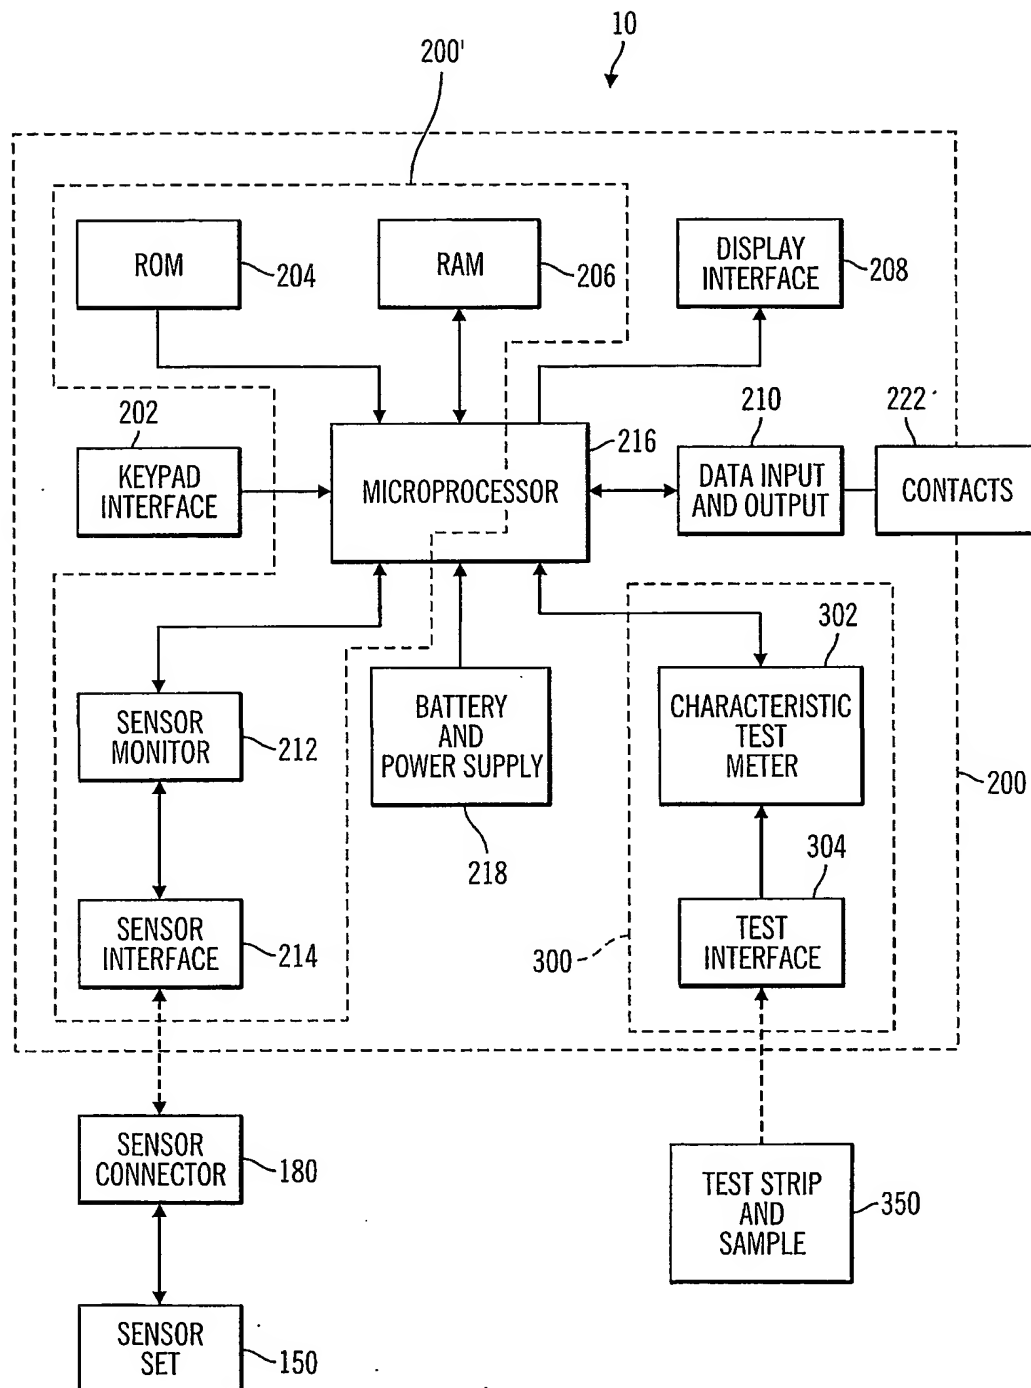 10
200'
ROM
204
RAM
206
DISPLAY
INTERFACE
208
202
KEYPAD
INTERFACE
MICROPROCESSOR
216
210
DATA INPUT
AND OUTPUT
222
CONTACTS
SENSOR
MONITOR
212
BATTERY
AND
POWER SUPPLY
218
302
CHARACTERISTIC
TEST
METER
200
304
TEST
INTERFACE
300
SENSOR
INTERFACE
214
SENSOR
CONNECTOR
180
TEST STRIP
AND
SAMPLE
350
SENSOR
SET
150